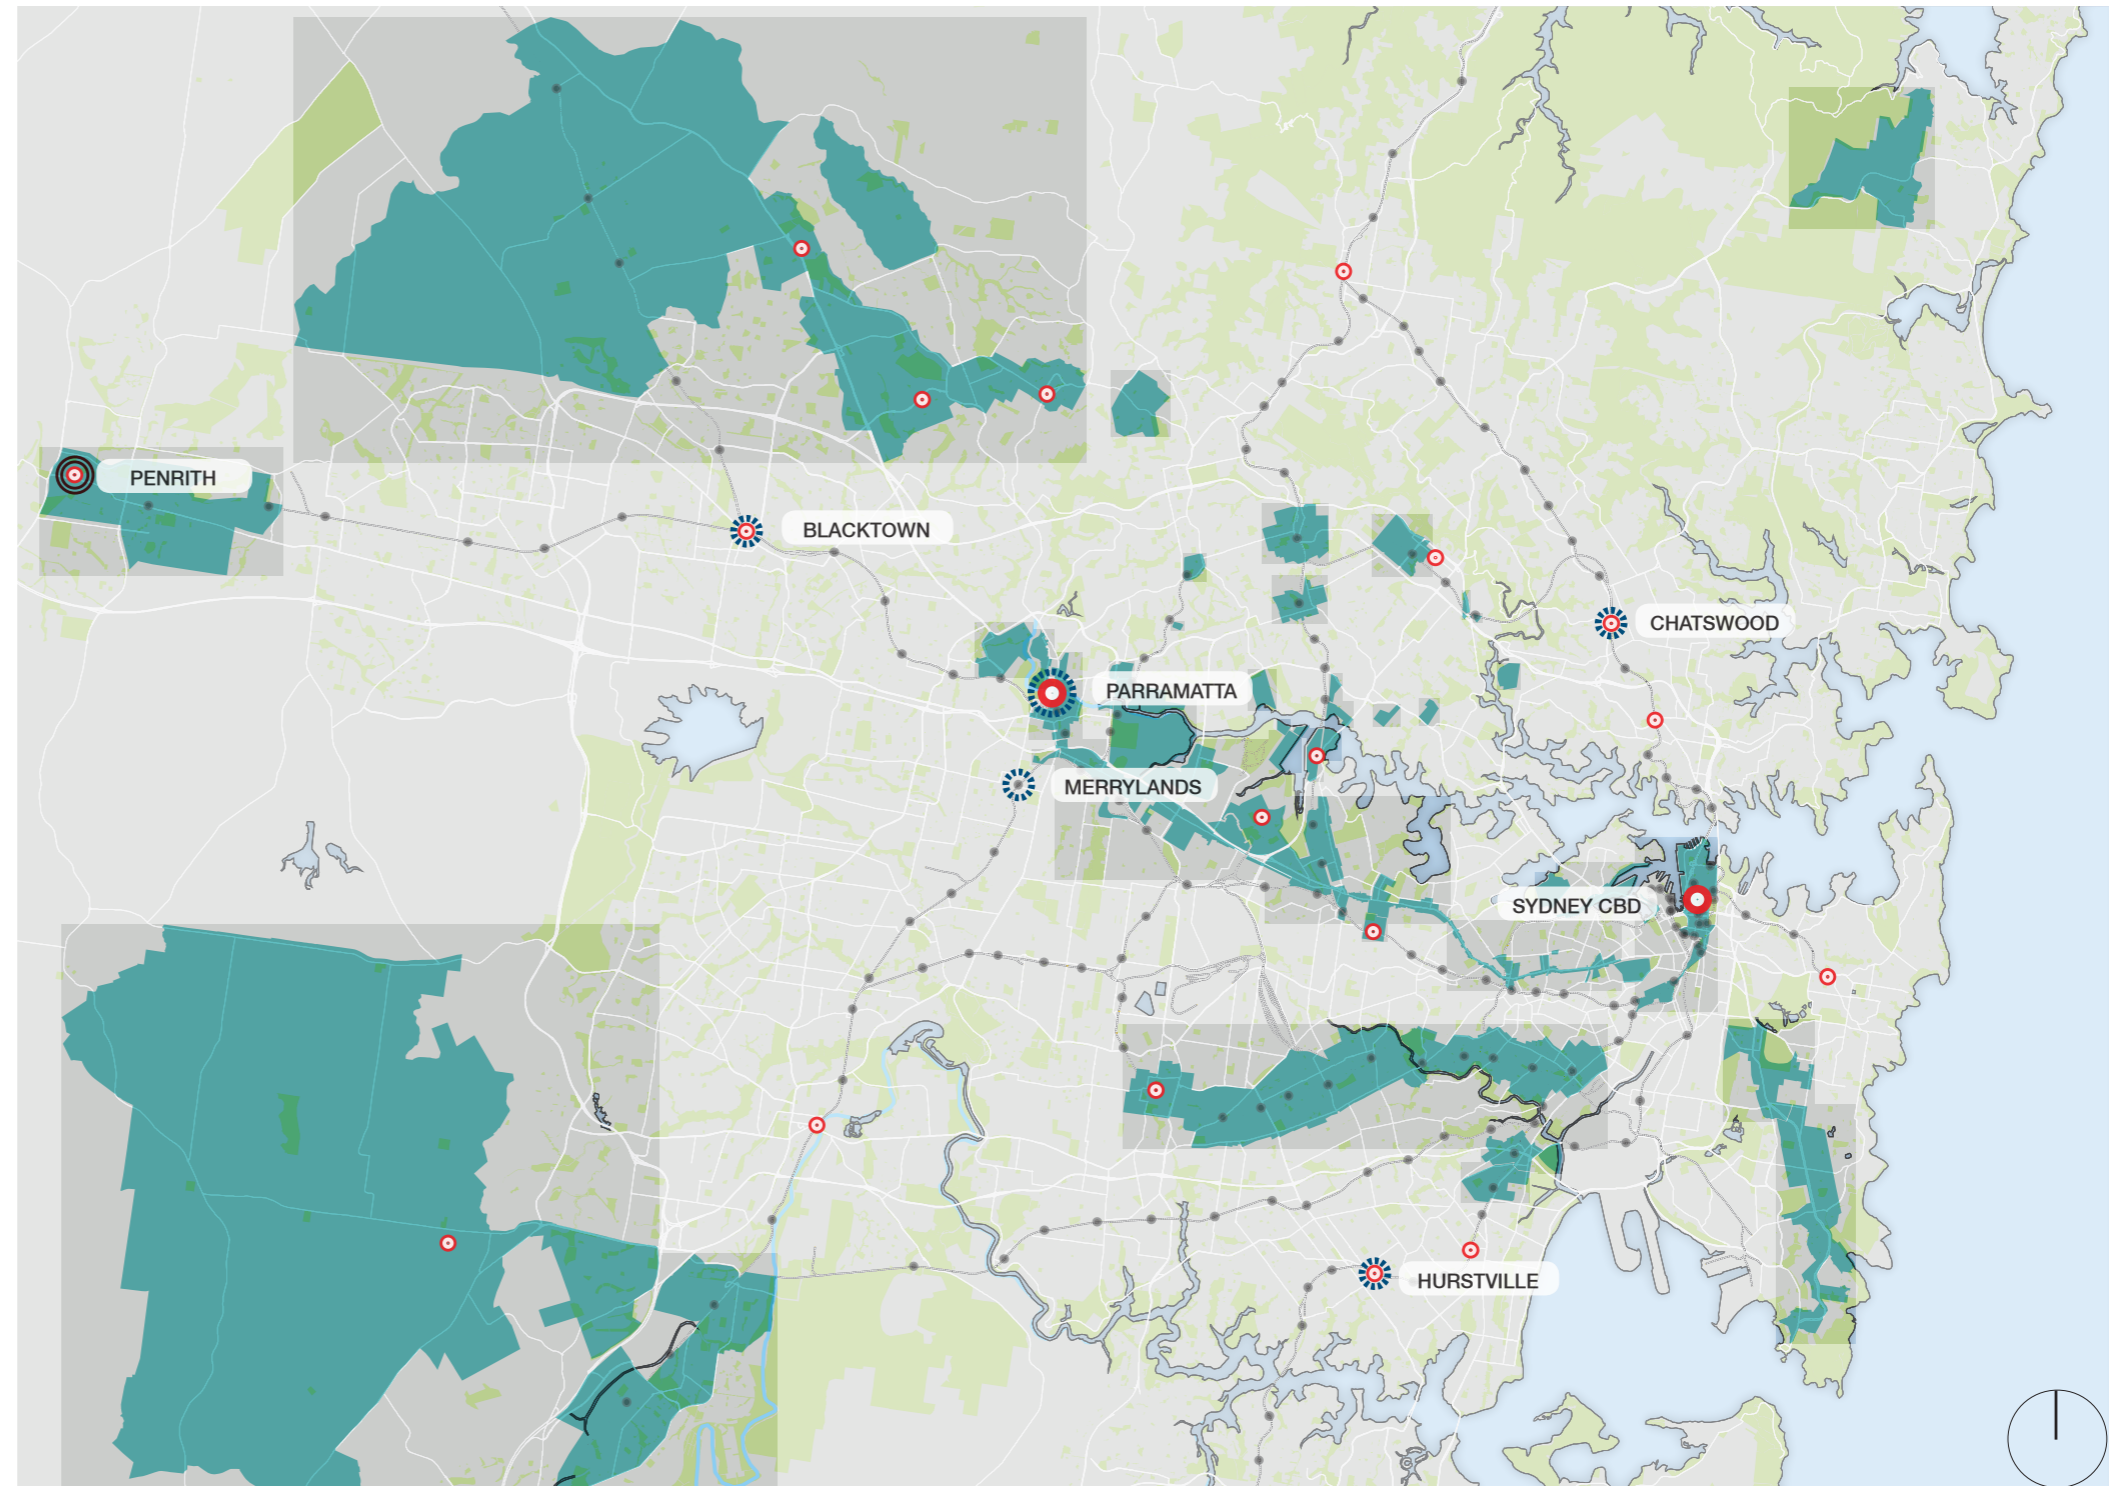 PENRITH
BLACKTOWN
CHATSWOOD
PARRAMATTA
MERRYLANDS
SYDNEY CBD
HURSTVILLE